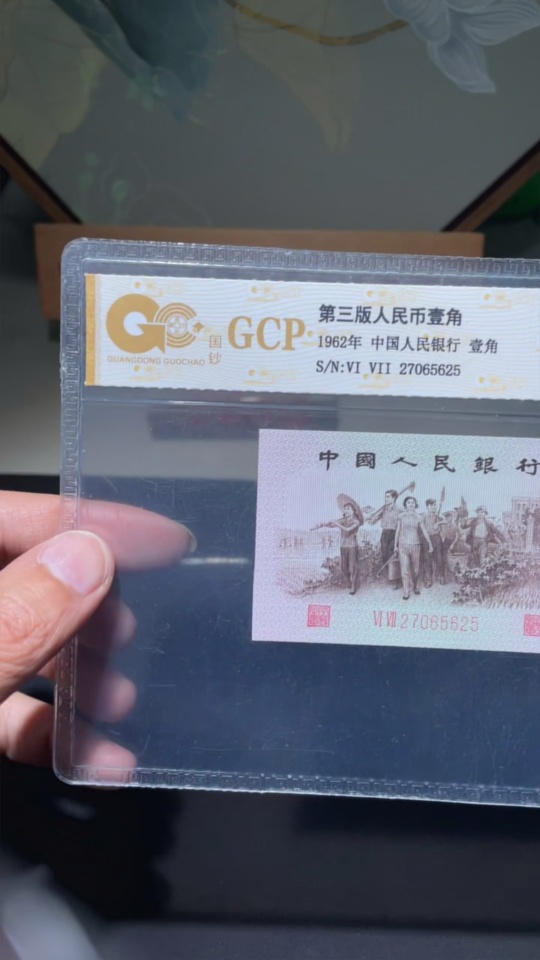 GC
GUANGDONG GUOCHAO
国钞
GCP
第三版人民币壹角
1962年 中国人民银行 壹角
S/N:VI VII 27065625
中國人民銀行
VI VII 27065625